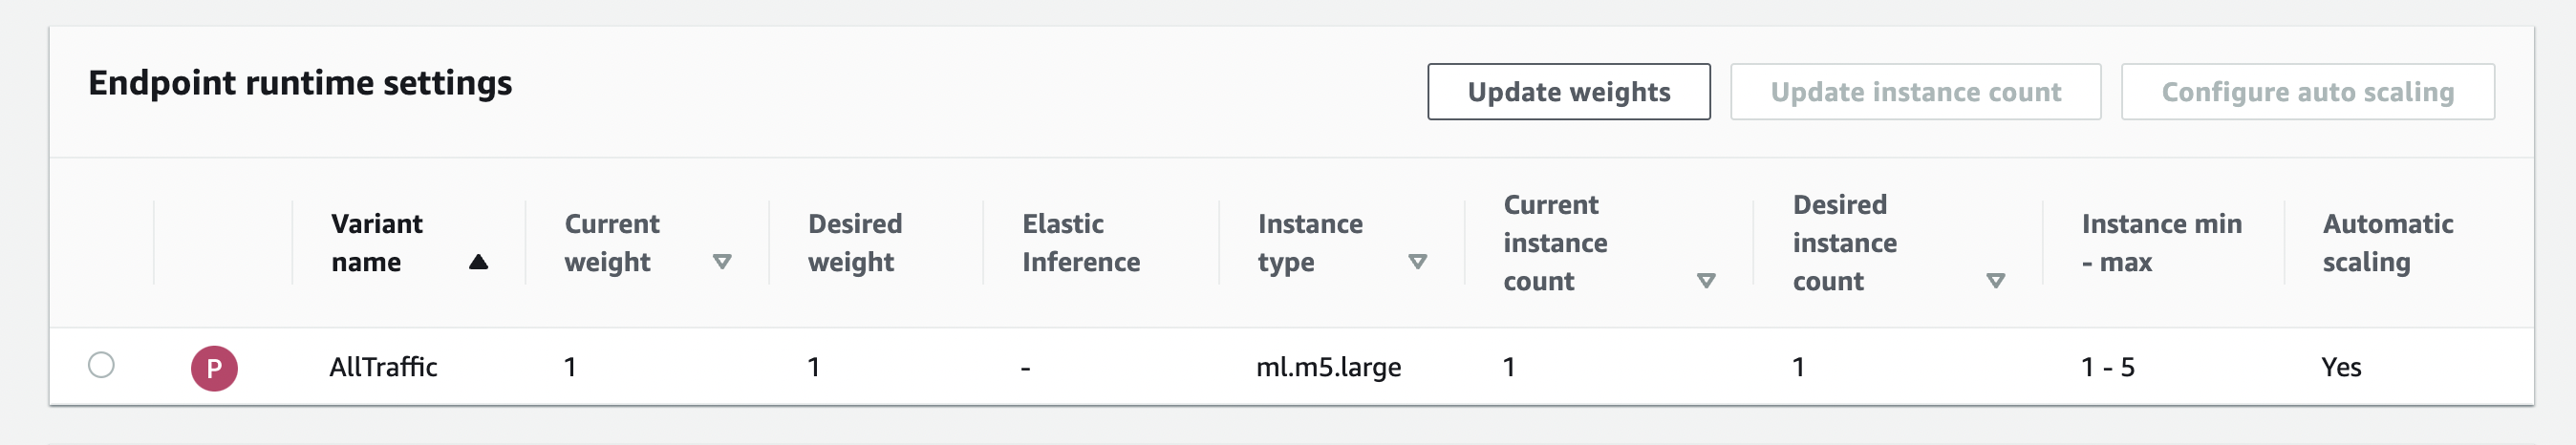 Endpoint runtime settings
Update weights
Update instance count
Configure auto scaling
Variant name
Current weight
Desired weight
Elastic Inference
Instance type
Current instance count
Desired instance count
Instance min - max
Automatic scaling
P
AllTraffic
1
1
-
ml.m5.large
1
1
1 - 5
Yes